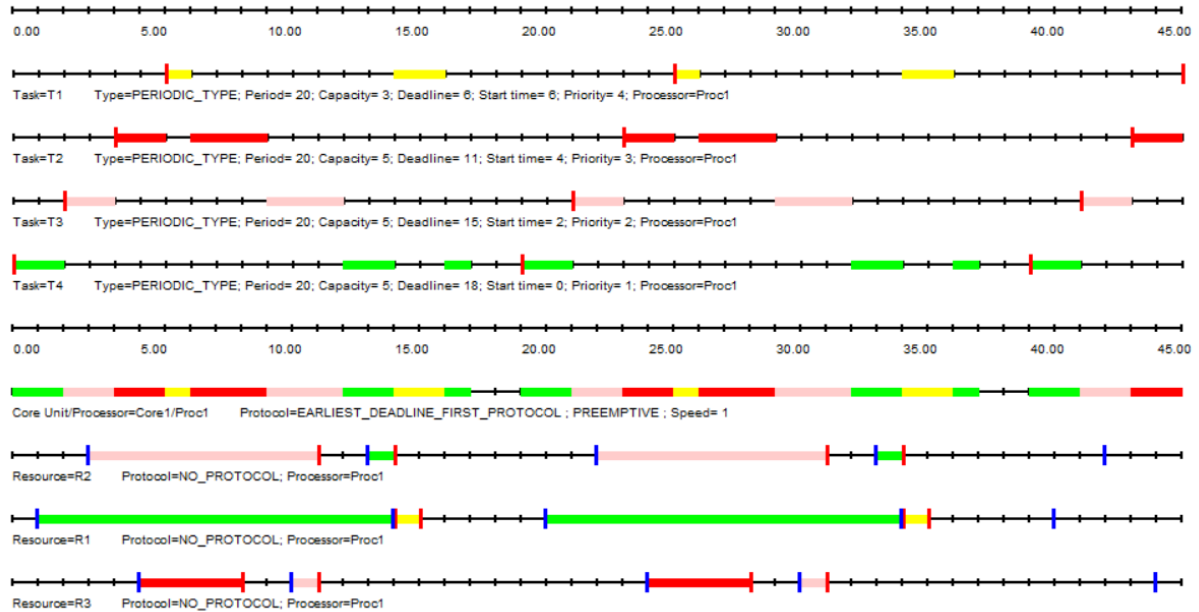 0.00 5.00 10.00 15.00 20.00 25.00 30.00 35.00 40.00 45.00
Task=T1 Type=PERIODIC_TYPE; Period= 20; Capacity= 3; Deadline= 6; Start time= 6; Priority= 4; Processor=Proc1
Task=T2 Type=PERIODIC_TYPE; Period= 20; Capacity= 5; Deadline= 11; Start time= 4; Priority= 3; Processor=Proc1
Task=T3 Type=PERIODIC_TYPE; Period= 20; Capacity= 5; Deadline= 15; Start time= 2; Priority= 2; Processor=Proc1
Task=T4 Type=PERIODIC_TYPE; Period= 20; Capacity= 5; Deadline= 18; Start time= 0; Priority= 1; Processor=Proc1
0.00 5.00 10.00 15.00 20.00 25.00 30.00 35.00 40.00 45.00
Core Unit/Processor=Core1/Proc1 Protocol=EARLIEST_DEADLINE_FIRST_PROTOCOL ; PREEMPTIVE ; Speed= 1
Resource=R2 Protocol=NO_PROTOCOL; Processor=Proc1
Resource=R1 Protocol=NO_PROTOCOL; Processor=Proc1
Resource=R3 Protocol=NO_PROTOCOL; Processor=Proc1